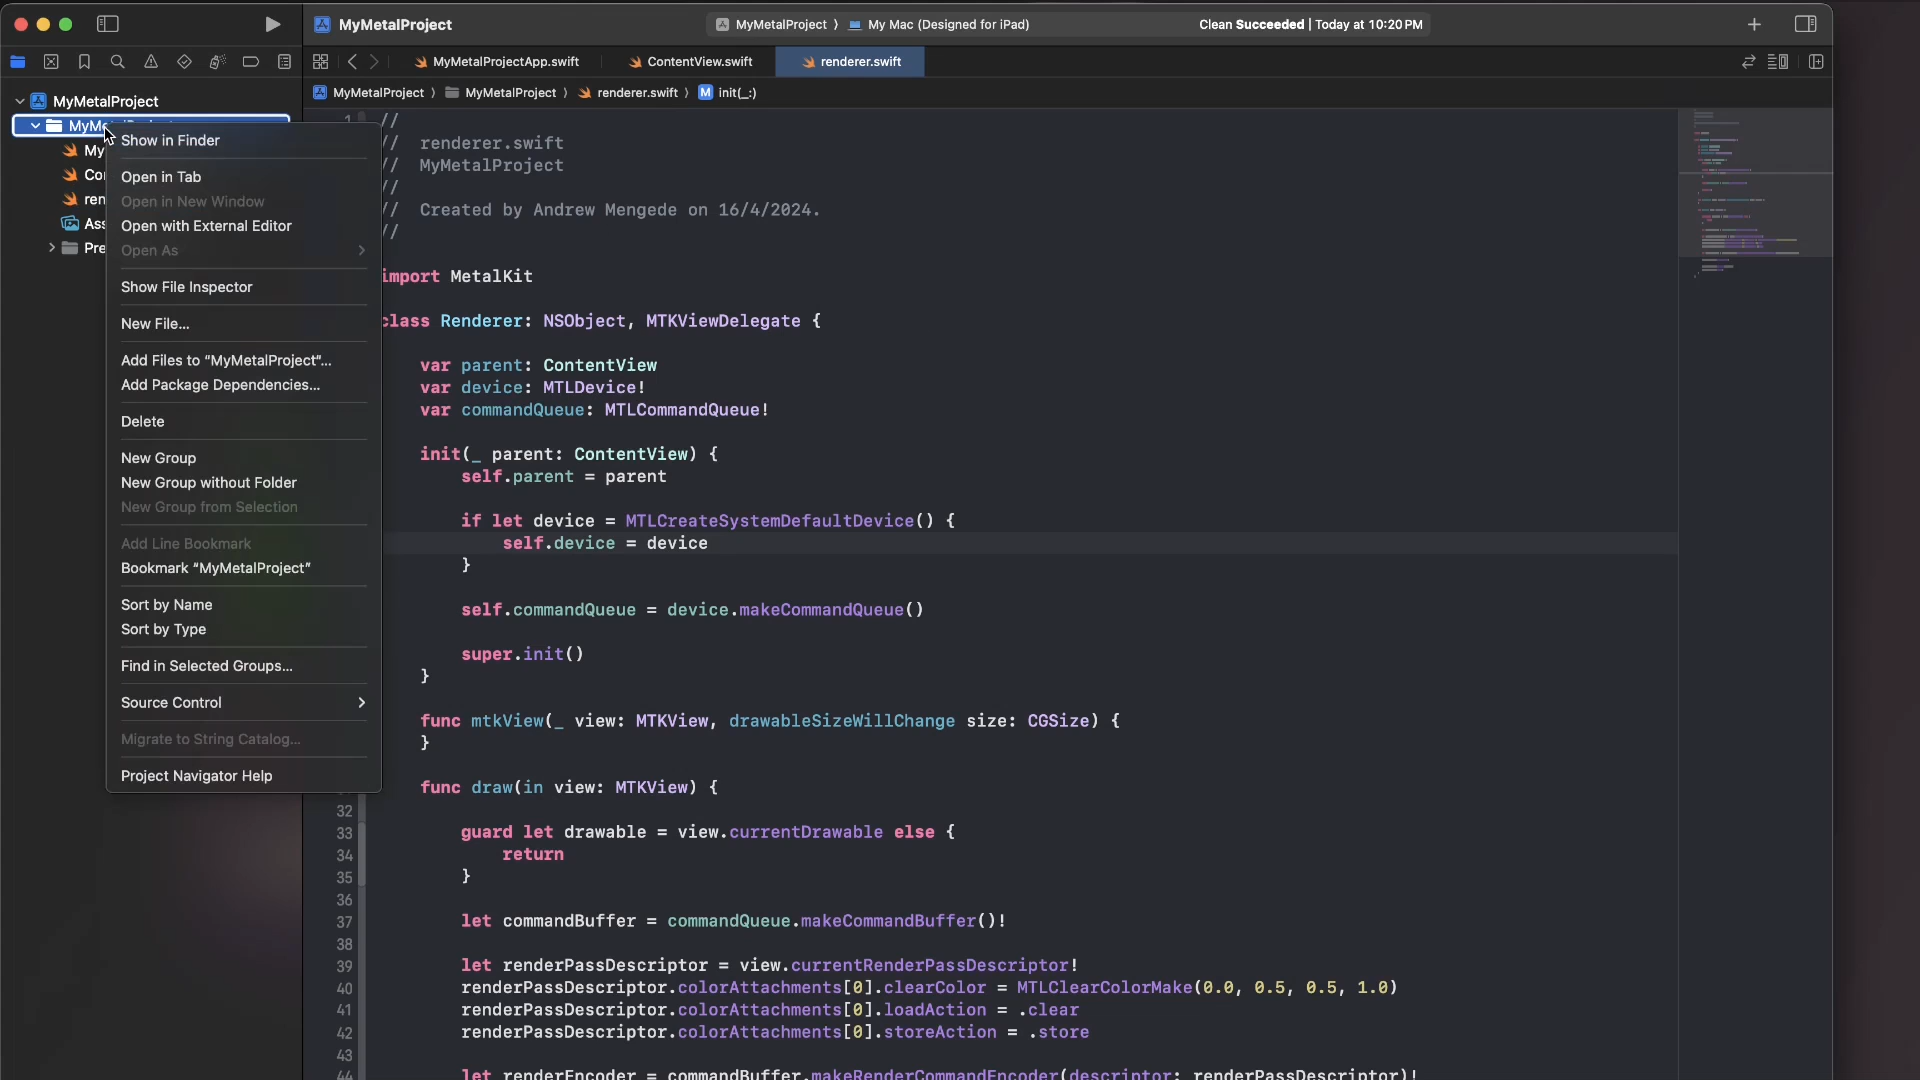 MyMetalProject
MyMetalProject 〉 My Mac (Designed for iPad)
Clean Succeeded | Today at 10:20 PM
MyMetalProjectApp.swift
ContentView.swift
renderer.swift
MyMetalProject 〉 MyMetalProject 〉 renderer.swift 〉 M init(_:)
MyMetalProject
Show in Finder
Open in Tab
Open in New Window
Open with External Editor
Open As
Show File Inspector
New File...
Add Files to “MyMetalProject”...
Add Package Dependencies...
Delete
New Group
New Group without Folder
New Group from Selection
Add Line Bookmark
Bookmark “MyMetalProject”
Sort by Name
Sort by Type
Find in Selected Groups...
Source Control
Migrate to String Catalog...
Project Navigator Help
1 //
// renderer.swift
// MyMetalProject
//
// Created by Andrew Mengede on 16/4/2024.
//
import MetalKit
class Renderer: NSObject, MTKViewDelegate {
var parent: ContentView
var device: MTLDevice!
var commandQueue: MTLCommandQueue!
init(_ parent: ContentView) {
self.parent = parent
if let device = MTLCreateSystemDefaultDevice() {
self.device = device
}
self.commandQueue = device.makeCommandQueue()
super.init()
}
func mtkView(_ view: MTKView, drawableSizeWillChange size: CGSize) {
}
func draw(in view: MTKView) {
32
33 guard let drawable = view.currentDrawable else {
34 return
35 }
36
37 let commandBuffer = commandQueue.makeCommandBuffer()!
38
39 let renderPassDescriptor = view.currentRenderPassDescriptor!
40 renderPassDescriptor.colorAttachments[0].clearColor = MTLClearColorMake(0.0, 0.5, 0.5, 1.0)
41 renderPassDescriptor.colorAttachments[0].loadAction = .clear
42 renderPassDescriptor.colorAttachments[0].storeAction = .store
43
44 let renderEncoder = commandBuffer.makeRenderCommandEncoder(descriptor: renderPassDescriptor)!